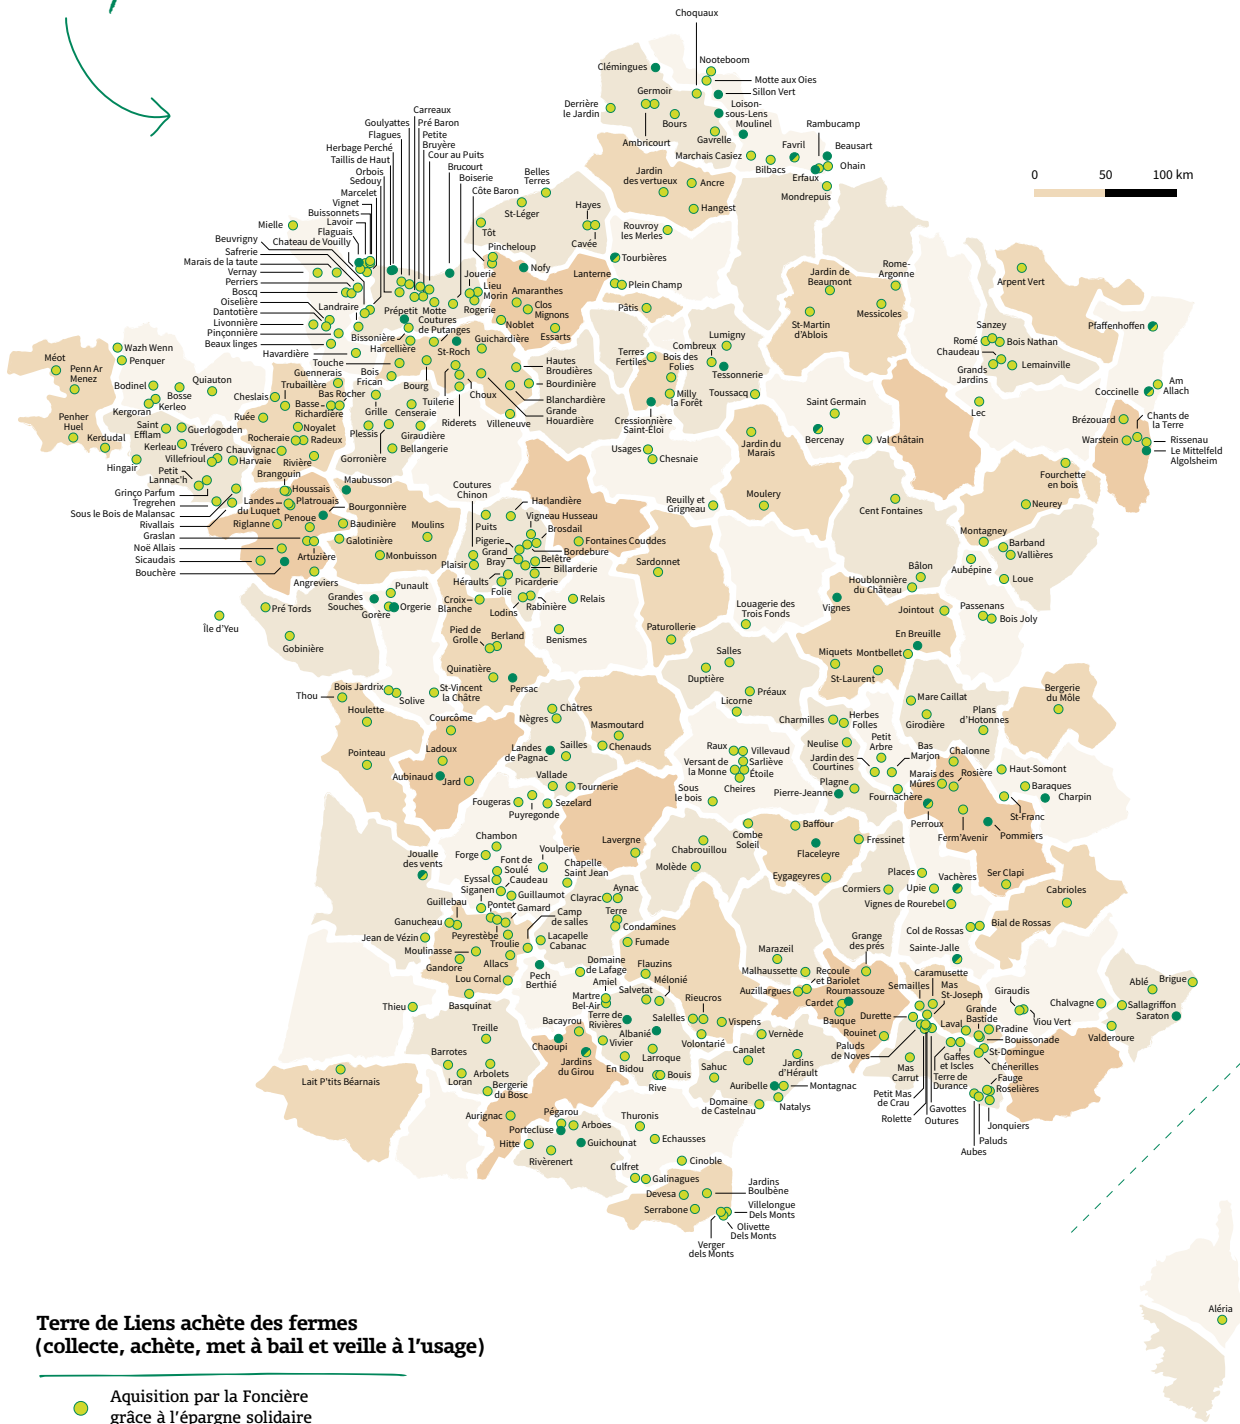 Choquaux
Nooteboom
Clémingues
Motte aux Oies
Sillon Vert
Germoir
Derrière
le Jardin
Loison-
sous-Lens
Bours
Moulinel
Rambucamp
Ambricourt
Gavrelle
Favril
Beausart
Marchais Casiez
Bilbacs
Ohain
Erfaux
Mondrepuis
0
50
100 km
Carreaux
Goulyattes
Pré Baron
Flagues
Petite
Bruyère
Herbage Perché
Cour au Puits
Taillis de Haut
Brucourt
Orbois
Boiserie
Sedouy
Marcelet
Côte Baron
Vignet
Buissonnets
Lavoir
Flaguais
Chateau de Vouilly
Mielle
Belles
Terres
St-Léger
Hayes
Cavée
Tôt
Pincheloup
Nofy
Jardin
des vertueux
Ancre
Hangest
Rouvroy
les Merles
Tourbières
Lanterne
Plein Champ
Pâtis
Beuvrigny
Safrerie
Marais de la taute
Vernay
Perriers
Boscq
Oiselière
Dantotière
Livonnière
Pinçonnière
Beaux linges
Landraire
Havardière
Jouerie
Lieu
Morin
Rogerie
Amaranthes
Clos
Mignons
Noblet
Essarts
Prépetit
Motte
Coutures
de Putanges
Bissonière
Harcellière
St-Roch
Guichardière
Touche
Guennerais
Bois
Frican
Bourg
Trubaillère
Bas Rocher
Basse
Richardière
Grille
Censeraie
Tuilerie
Riderets
Choux
Hautes
Broudières
Bourdinière
Blanchardière
Grande
Houardière
Villeneuve
Giraudière
Bellangerie
Plessis
Gorronière
Jardin de
Beaumont
Rome-
Argonne
St-Martin
d'Ablois
Messicoles
Arpent Vert
Pfaffenhoffen
Sanzey
Romé
Bois Nathan
Chaudeau
Grands
Jardins
Lemainville
Lec
Coccinelle
Am
Allach
Brézouard
Chants de
la Terre
Warstein
Rissenau
Le Mittelfeld
Algolsheim
Fourchette
en bois
Neurey
Lumigny
Combreux
Terres
Fertiles
Bois des
Folies
Tessonnerie
Milly
la Forêt
Toussacq
Cressionnière
Saint-Éloi
Usages
Chesnaie
Saint Germain
Bercenay
Val Châtain
Jardin du
Marais
Moulery
Reuilly et
Grigneau
Cent Fontaines
Wazh Wenn
Penquer
Méot
Penn Ar
Menez
Penher
Huel
Kerdudal
Bodinel
Bosse
Quiauton
Kergoran
Kerleo
Saint
Efflam
Guerlogoden
Kerleau
Trévero
Villefrioul
Hingair
Petit
Lannac'h
Grinço Parfum
Tregrehen
Sous le Bois de Malansac
Rivallais
Cheslais
Ruée
Noyalet
Rocheraie
Radeux
Chauvignac
Harvaie
Rivière
Brangouin
Houssais
Landes
du Luquet
Platrouais
Riglanne
Penoue
Maubusson
Bourgonnière
Baudinière
Graslan
Galotinière
Noë Allais
Sicaudais
Artuzière
Bouchère
Angreviers
Moulins
Monbuisson
Coutures
Chinon
Harlandière
Vigneau Husseau
Puits
Brosdail
Pigerie
Fontaines Couddes
Bordebure
Grand
Bray
Belêtre
Billarderie
Plaisir
Héraults
Folie
Picarderie
Rabinière
Relais
Croix
Blanche
Lodins
Benismes
Sardonnet
Paturollerie
Montagney
Barband
Vallières
Aubépine
Loue
Bâlon
Houblonnière
du Château
Vignes
Jointout
Passenans
Bois Joly
Louagerie des
Trois Fonds
En Breuille
Miquets
Montbellet
St-Laurent
Salles
Duptière
Préaux
Licorne
Île d'Yeu
Pré Tords
Gobinière
Grandes
Souches
Punault
Gorère
Orgerie
Pied de
Grolle
Berland
Quinatière
Persac
Thou
Bois Jardrix
Solive
St-Vincent
la Châtre
Houlette
Courcôme
Pointeau
Ladoux
Aubinaud
Jard
Châtres
Nègres
Masmoutard
Chenauds
Landes
de Pagnac
Sailles
Vallade
Tournerie
Fougeras
Sezelard
Puyregonde
Lavergne
Raux
Villevaud
Versant de
la Monne
Sarliève
Étoile
Cheires
Sous
le bois
Combe
Soleil
Chabrouillou
Molède
Mare Caillat
Charmilles
Herbes
Folles
Girodière
Plans
d'Hotonnes
Bergerie
du Môle
Neulise
Petit
Arbre
Jardin des
Courtines
Bas
Marjon
Chalonne
Haut-Somont
Marais des
Mûres
Rosière
Baraques
Charpin
Plagne
Pierre-Jeanne
Fournachère
St-Franc
Perroux
Ferm'Avenir
Pommiers
Baffour
Fressinet
Flaceleyre
Eygageyres
Places
Upie
Vachères
Cormiers
Vignes de Rourebel
Ser Clapi
Cabrioles
Col de Rossas
Bial de Rossas
Sainte-Jalle
Joualle
des vents
Chambon
Forge
Font de
Soulé
Voulperie
Eyssal
Caudeau
Chapelle
Saint Jean
Siganen
Guillaumot
Clayrac
Aynac
Guillebau
Pontet
Gamard
Terre
Ganucheau
Camp
de salles
Condamines
Jean de Vézin
Peyrestèbe
Troulie
Lacapelle
Cabanac
Fumade
Moulinasse
Gandore
Allacs
Pech
Berthié
Domaine
de Lafage
Flauzins
Lou Cornal
Basquinat
Thieu
Amiel
Martre
Bel-Air
Salvetat
Mélonié
Rieucros
Terre de
Rivières
Salelles
Vispens
Treille
Bacayrou
Albanié
Volontarié
Chaoupi
Vivier
Larroque
Barrotes
Jardins
du Girou
En Bidou
Bouis
Rive
Loran
Arbolets
Bergerie
du Bosc
Lait P'tits Béarnais
Aurignac
Pégarou
Arboes
Portecluse
Hitte
Guichounat
Rivèrenert
Thuronis
Echausses
Cinoble
Culfret
Galinagues
Devesa
Jardins
Boulbène
Serrabone
Villelongue
Dels Monts
Olivette
Dels Monts
Verger
dels Monts
Marazeil
Grange
des prés
Malhaussette
Recoule
et Bariolet
Auzillargues
Roumassouze
Cardet
Bauque
Vernède
Canalet
Sahuc
Jardins
d'Hérault
Auribelle
Montagnac
Domaine
de Castelnau
Natalys
Caramusette
Semailles
Mas
St-Joseph
Durette
Rouinet
Paluds
de Noves
Laval
Grande
Bastide
Giraudis
Viou Vert
Pradine
Bouissonade
Gaffes
et Iscles
St-Domingue
Chénerilles
Mas
Carrut
Terre de
Durance
Fauge
Roselières
Petit Mas
de Crau
Gavottes
Rolette
Outures
Jonquiers
Paluds
Aubes
Ablé
Brigue
Chalvagne
Sallagriffon
Saraton
Valderoure
Aléria
Terre de Liens achète des fermes
(collecte, achète, met à bail et veille à l'usage)
Aquisition par la Foncière
grâce à l'épargne solidaire